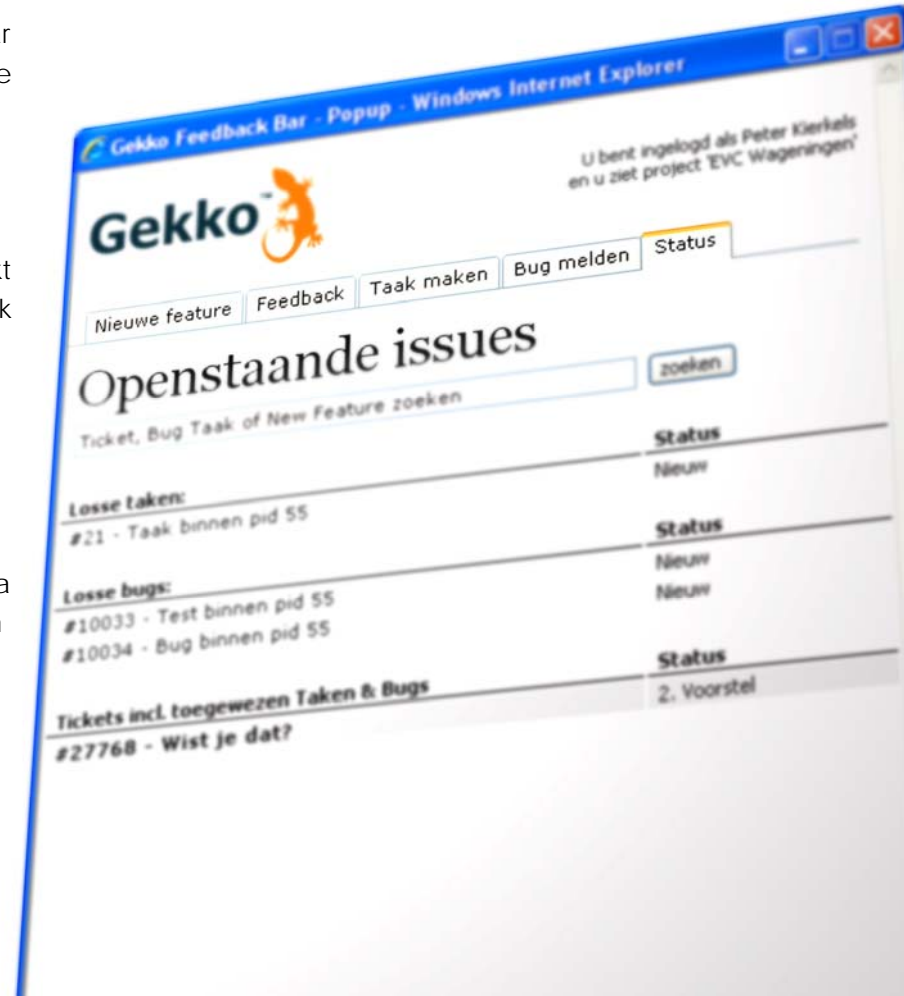 r
e
kt
k
a
Gekko Feedback Bar - Popup - Windows Internet Explorer
Gekko™
U bent ingelogd als Peter Kierkels
en u ziet project 'EVC Wageningen'
Nieuwe feature Feedback Taak maken Bug melden Status
Openstaande issues
zoeken
Ticket, Bug Taak of New Feature zoeken
Losse taken: Status
#21 - Taak binnen pid 55 Nieuw
Losse bugs: Status
#10033 - Test binnen pid 55 Nieuw
#10034 - Bug binnen pid 55 Nieuw
Tickets incl. toegewezen Taken & Bugs Status
#27768 - Wist je dat? 2. Voorstel